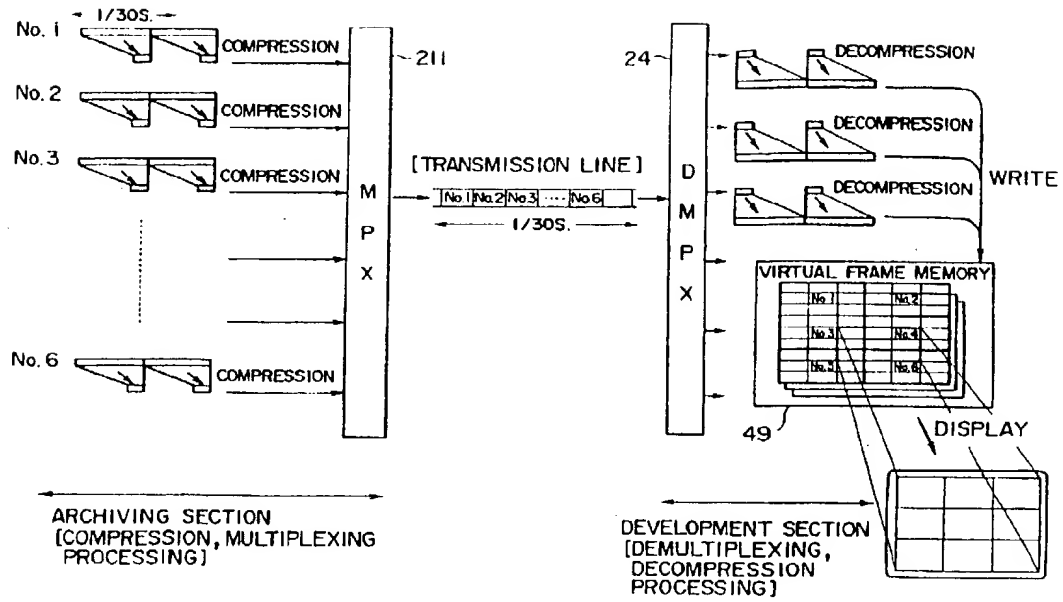 1/30S.
No. 1
COMPRESSION
No. 2
COMPRESSION
No. 3
COMPRESSION
No. 6
COMPRESSION
211
M
P
X
[TRANSMISSION LINE]
No.1 No.2 No.3 ···· No.6
1/30S.
24
D
M
P
X
DECOMPRESSION
DECOMPRESSION
DECOMPRESSION
WRITE
VIRTUAL FRAME MEMORY
No.1 No.2
No.3 No.4
No.5 No.6
49
DISPLAY
ARCHIVING SECTION
[COMPRESSION, MULTIPLEXING
PROCESSING]
DEVELOPMENT SECTION
[DEMULTIPLEXING,
DECOMPRESSION
PROCESSING]